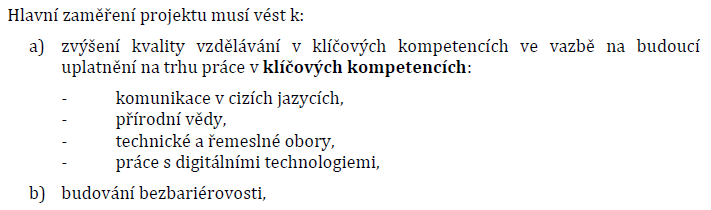 Hlavní zaměření projektu musí vést k:
a) zvýšení kvality vzdělávání v klíčových kompetencích ve vazbě na budoucí
uplatnění na trhu práce v klíčových kompetencích:
- komunikace v cizích jazycích,
- přírodní vědy,
- technické a řemeslné obory,
- práce s digitálními technologiemi,
b) budování bezbariérovosti,